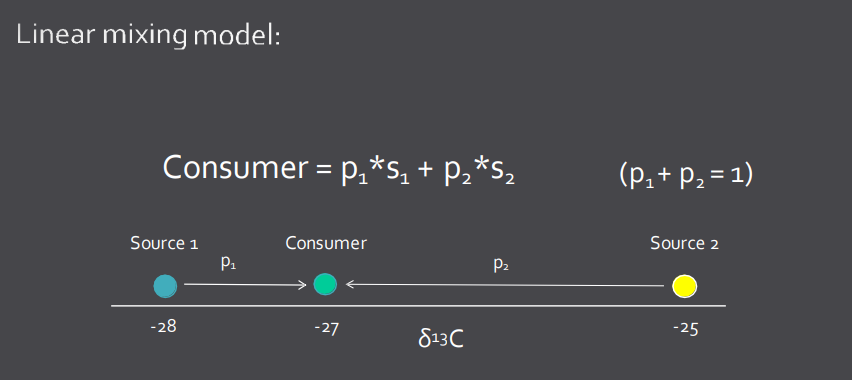 Linear mixing model:
Consumer = p₁*s₁ + p₂*s₂ (p₁+ p₂ = 1)
Source 1 Consumer Source 2
p₁ p₂
-28 -27 -25
δ¹³C